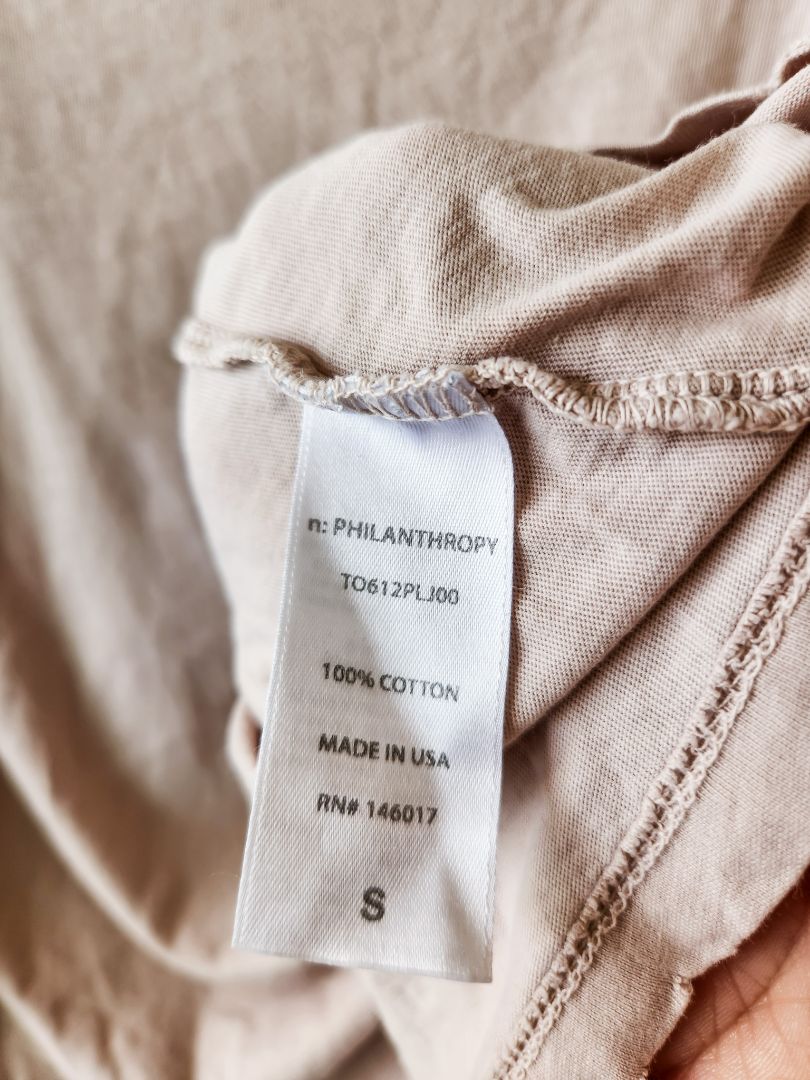 n: PHILANTHROPY
TO612PLJ00
100% COTTON
MADE IN USA
RN# 146017
S